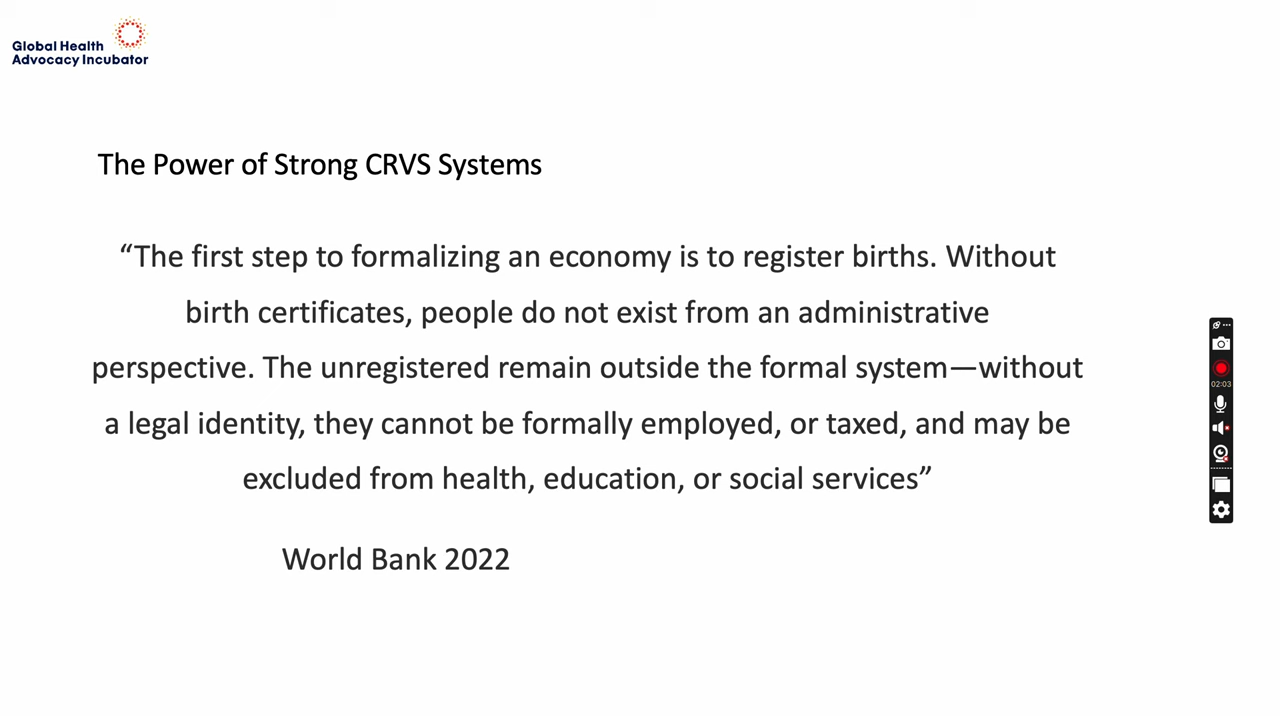 Global Health
Advocacy Incubator
The Power of Strong CRVS Systems
“The first step to formalizing an economy is to register births. Without
birth certificates, people do not exist from an administrative
perspective. The unregistered remain outside the formal system—without
a legal identity, they cannot be formally employed, or taxed, and may be
excluded from health, education, or social services”
World Bank 2022
02:03